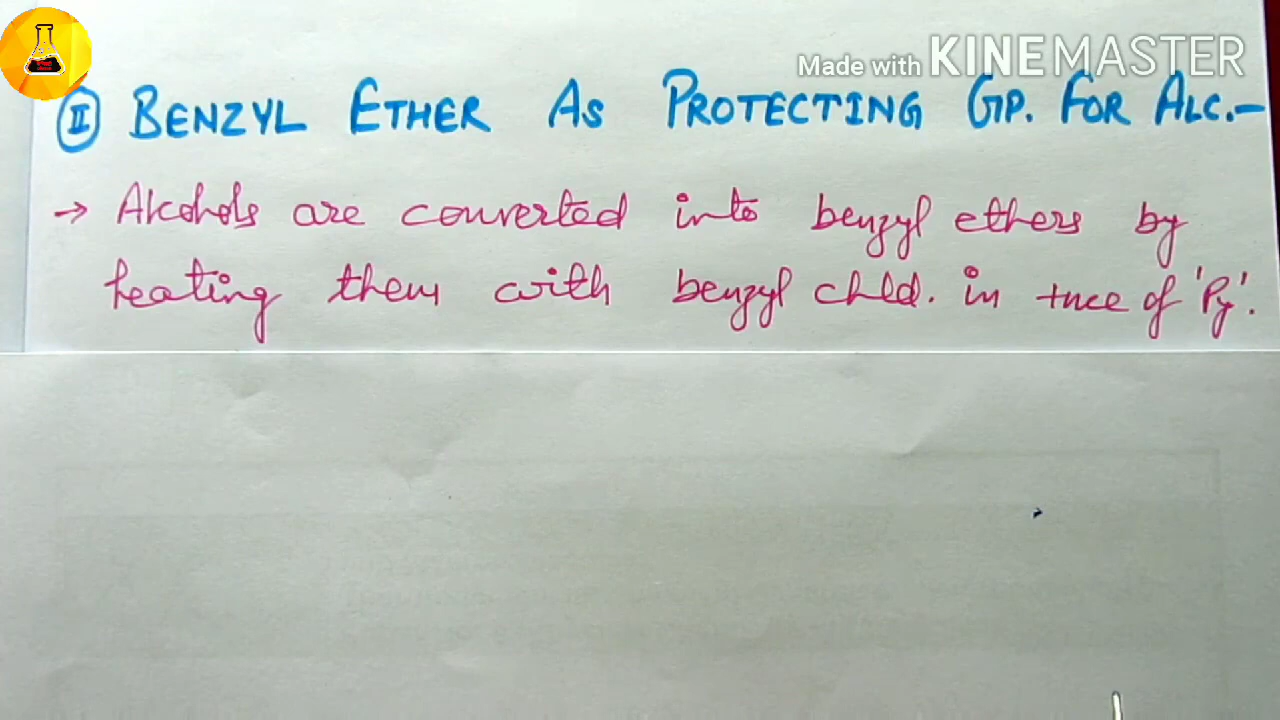 Made with KINEMASTER
II BENZYL ETHER AS PROTECTING GP. FOR ALC.-
→ Alcohols are converted into benzyl ethers by
heating them with benzyl chld. in +nce of 'Py'.